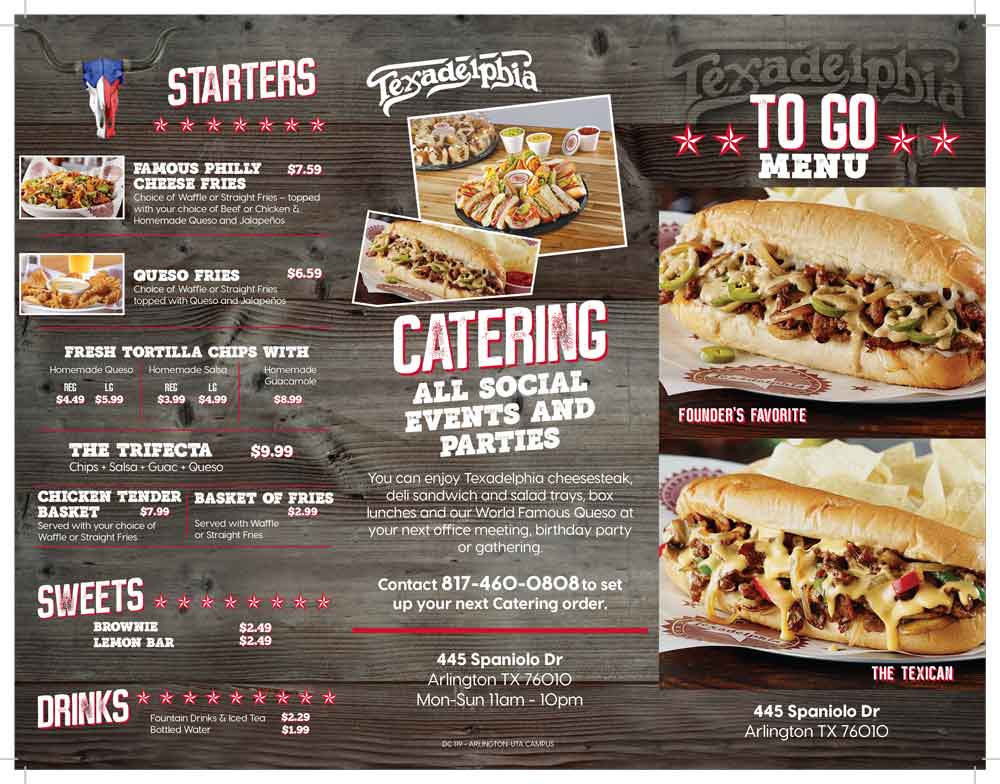 STARTERS
FAMOUS PHILLY $7.59
CHEESE FRIES
Choice of Waffle or Straight Fries – topped
with your choice of Beef or Chicken &
Homemade Queso and Jalapeños
QUESO FRIES $6.59
Choice of Waffle or Straight Fries
topped with Queso and Jalapeños
FRESH TORTILLA CHIPS WITH
Homemade Queso
REG LG
$4.49 $5.99
Homemade Salsa
REG LG
$3.99 $4.99
Homemade
Guacamole
$8.99
THE TRIFECTA $9.99
Chips + Salsa + Guac + Queso
CHICKEN TENDER
BASKET $7.99
Served with your choice of
Waffle or Straight Fries
BASKET OF FRIES
$2.99
Served with Waffle
or Straight Fries
SWEETS
BROWNIE $2.49
LEMON BAR $2.49
DRINKS
Fountain Drinks & Iced Tea $2.29
Bottled Water $1.99
Texadelphia
CATERING
ALL SOCIAL
EVENTS AND
PARTIES
You can enjoy Texadelphia cheesesteak,
deli sandwich and salad trays, box
lunches and our World Famous Queso at
your next office meeting, birthday party
or gathering.
Contact 817-460-0808 to set
up your next Catering order.
445 Spaniolo Dr
Arlington TX 76010
Mon-Sun 11am - 10pm
DC 119 - ARLINGTON-UTA CAMPUS
Texadelphia
TO GO
MENU
FOUNDER'S FAVORITE
Texadelphia
THE TEXICAN
445 Spaniolo Dr
Arlington TX 76010